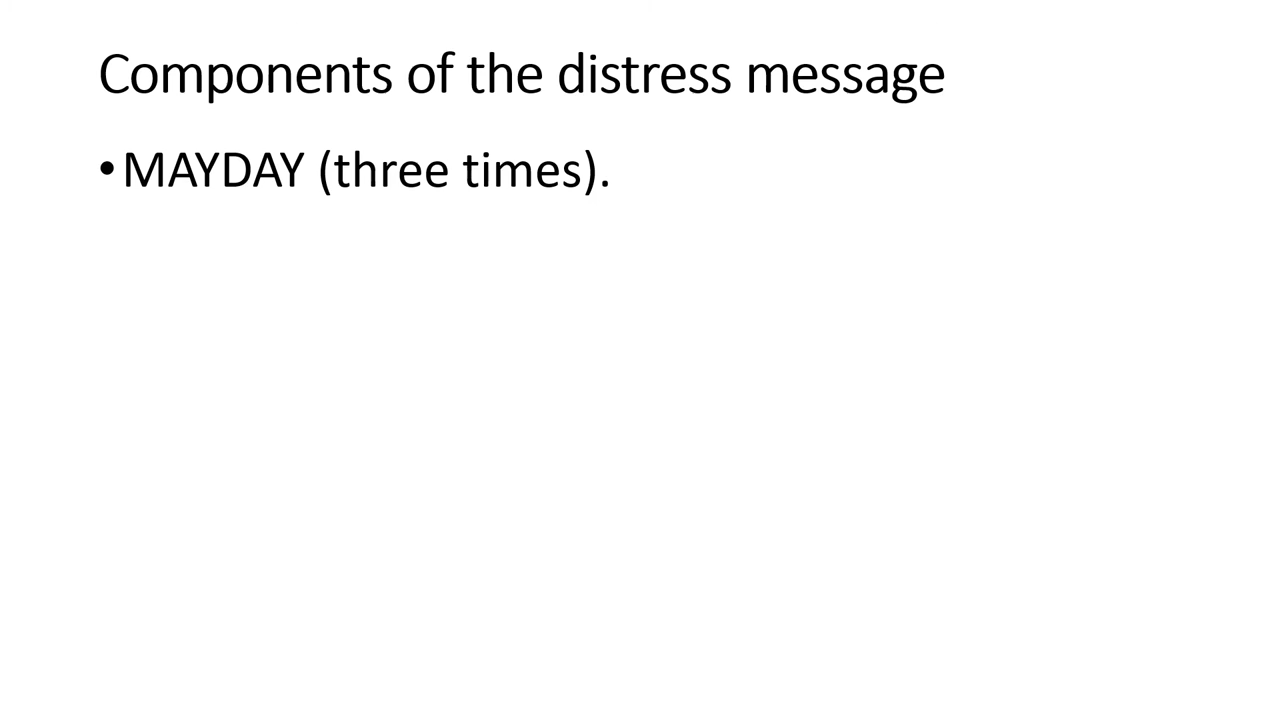 Components of the distress message
• MAYDAY (three times).